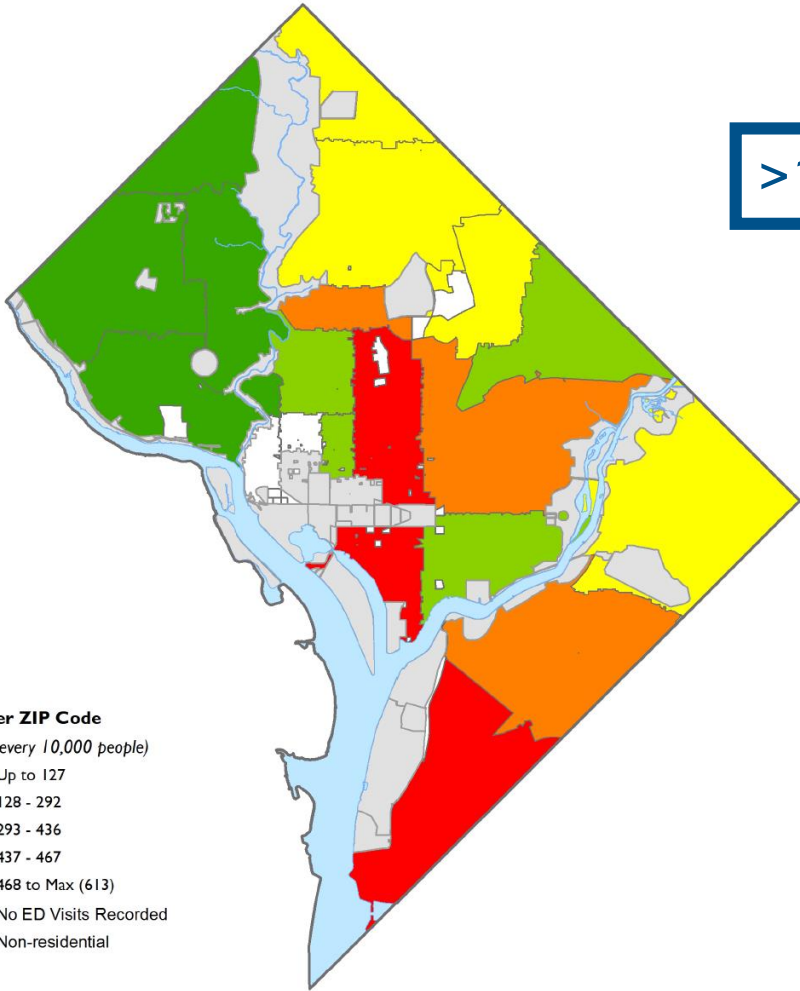 >
er ZIP Code
every 10,000 people)
Up to 127
128 - 292
293 - 436
437 - 467
468 to Max (613)
No ED Visits Recorded
Non-residential